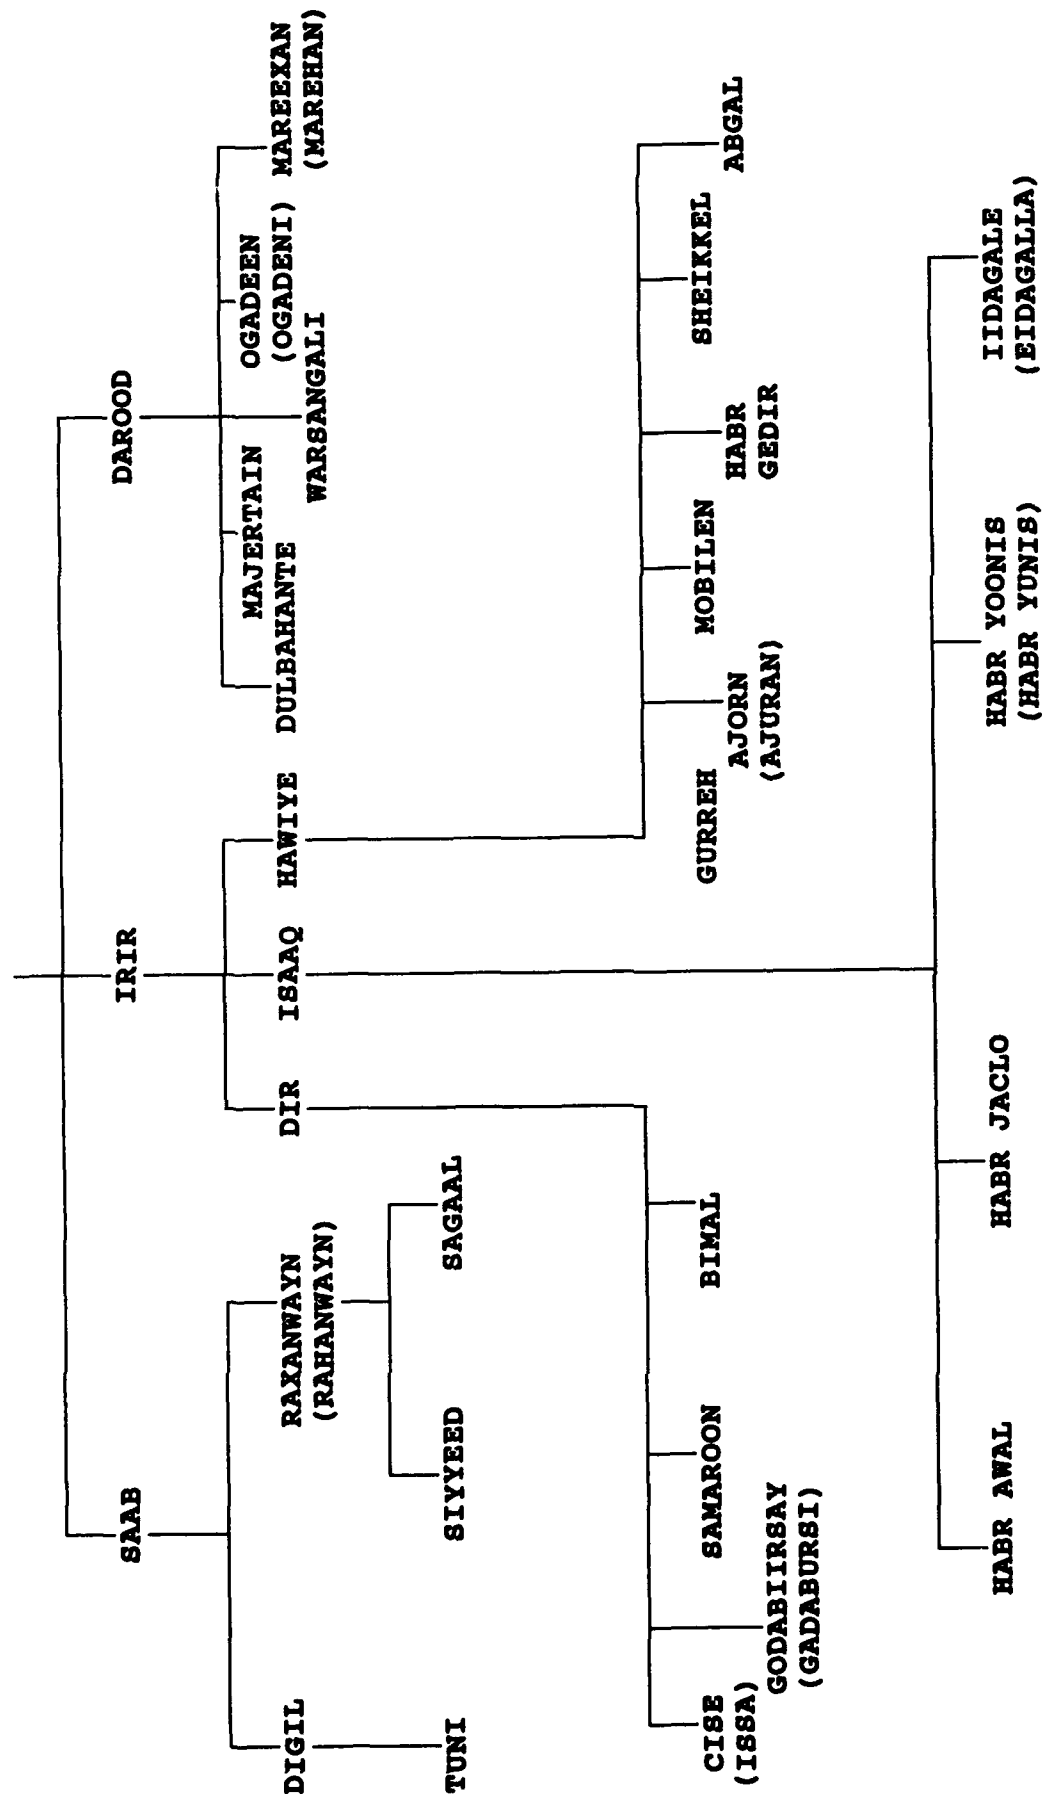 SAAB
IRIR
DAROOD
DIGIL
RAXANWAYN
(RAHANWAYN)
DIR
ISAAQ
HAWIYE
DULBAHANTE
MAJERTAIN
WARSANGALI
OGADEEN
(OGADENI)
MAREEXAN
(MAREHAN)
TUNI
SIYYEED
SAGAAL
CISE
(ISSA)
GODABIIRSAY
(GADABURSI)
SAMAROON
BIMAL
GURREH
AJORN
(AJURAN)
MOBILEN
HABR
GEDIR
SHEIKKEL
ABGAL
HABR AWAL
HABR JACLO
HABR YOONIS
(HABR YUNIS)
IIDAGALE
(EIDAGALLA)